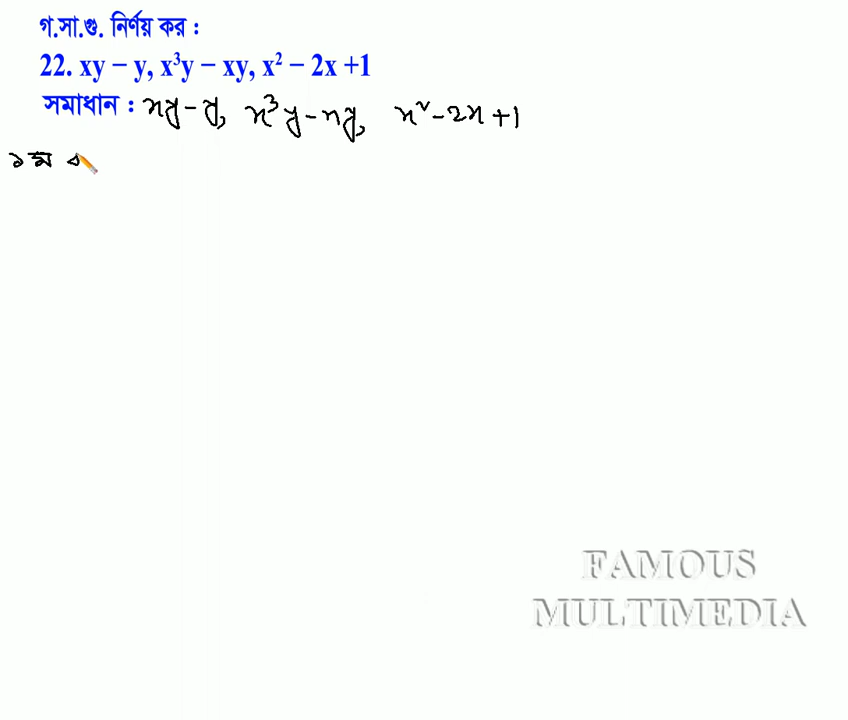 গ.সা.গু. নির্ণয় কর :
22. xy − y, x³y − xy, x² − 2x +1
সমাধান : xy - y, x³y - xy, x² - 2x + 1
১ম
FAMOUS
MULTIMEDIA